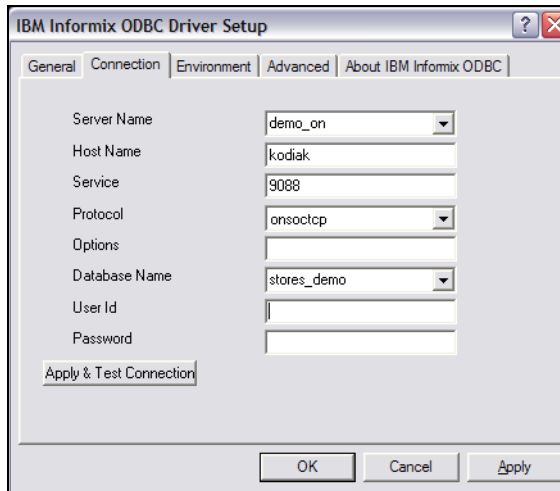 IBM Informix ODBC Driver Setup
General Connection Environment Advanced About IBM Informix ODBC
Server Name demo_on
Host Name kodiak
Service 9088
Protocol onsoctcp
Options
Database Name stores_demo
User Id
Password
Apply & Test Connection
OK Cancel Apply